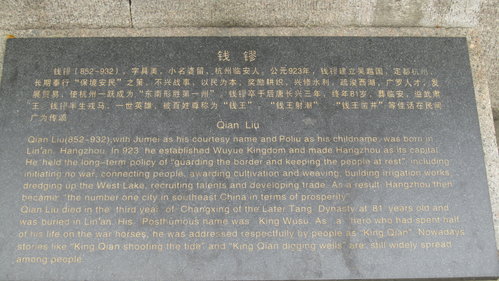 钱镠
钱镠（852-932），字具美，小名婆留，杭州临安人。公元923年，钱镠建立吴越国，定都杭州，
长期奉行“保境安民”之策，不兴战事，以民为本，奖励耕织，兴修水利，疏浚西湖，广罗人才，发
展贸易，使杭州一跃成为“东南形胜第一州”。钱镠卒于后唐长兴三年，终年81岁，葬临安，谥武肃
王。钱镠半生戎马，一世英雄，被百姓尊称为“钱王”，“钱王射潮”、“钱王凿井”等佳话在民间
广为传颂
Qian Liu
Qian Liu(852-932),with Jumei as his courtesy name and Poliu as his childname, was born in
Lin'an, Hangzhou. In 923, he established Wuyue Kingdom and made Hangzhou as its capital.
He held the long-term policy of "guarding the border and keeping the people at rest", including
initiating no war, connecting people, awarding cultivation and weaving, building irrigation works,
dredging up the West Lake, recruiting talents and developing trade. As a result, Hangzhou then
became "the number one city in southeast China in terms of prosperity".
Qian Liu died in the third year of Changxing of the Later Tang Dynasty at 81 years old and
was buried in Lin'an. His Posthumous name was King Wusu. As a hero who had spent half
of his life on the war horses, he was addressed respectfully by people as "King Qian". Nowadays
stories like "King Qian shooting the tide" and "King Qian digging wells" are still widely spread
among people.